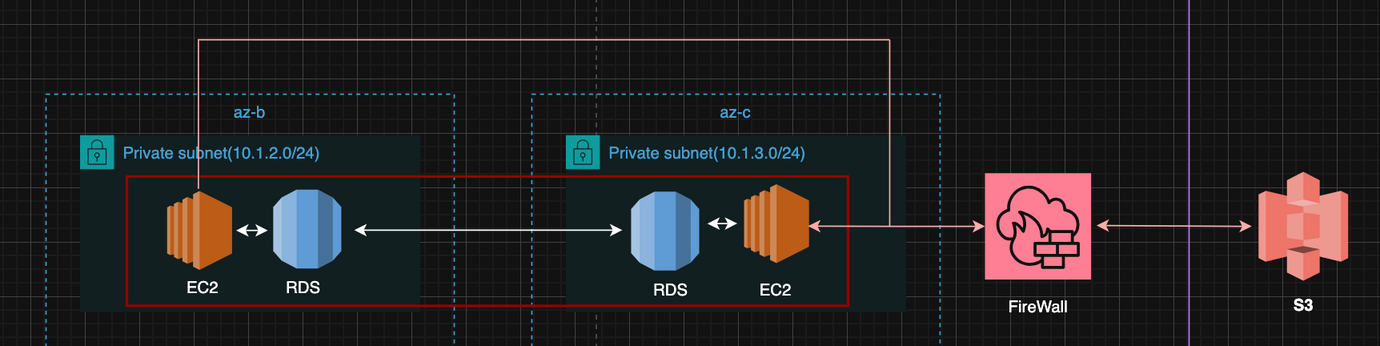 az-b
az-c
Private subnet(10.1.2.0/24)
Private subnet(10.1.3.0/24)
EC2
RDS
RDS
EC2
FireWall
S3